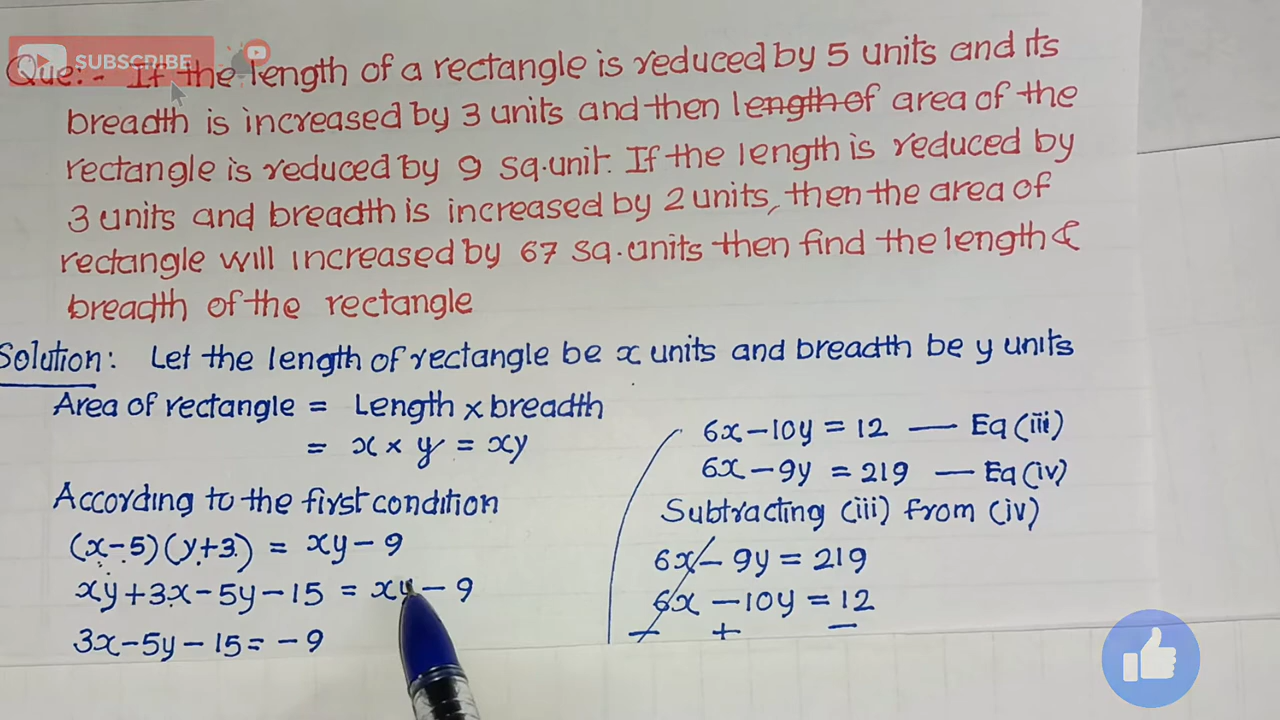 SUBSCRIBE
Que:- If the length of a rectangle is reduced by 5 units and its
breadth is increased by 3 units and then length of area of the
rectangle is reduced by 9 sq.unit. If the length is reduced by
3 units and breadth is increased by 2 units, then the area of
rectangle will increased by 67 sq.units then find the length &
breadth of the rectangle
Solution: Let the length of rectangle be x units and breadth be y units
Area of rectangle = Length × breadth
= x × y = xy
According to the first condition
(x-5)(y+3) = xy-9
xy+3x-5y-15 = xy-9
3x-5y-15 = -9
6x-10y = 12 — Eq (iii)
6x-9y = 219 — Eq (iv)
Subtracting (iii) from (iv)
6x-9y = 219
6x-10y = 12
- + -